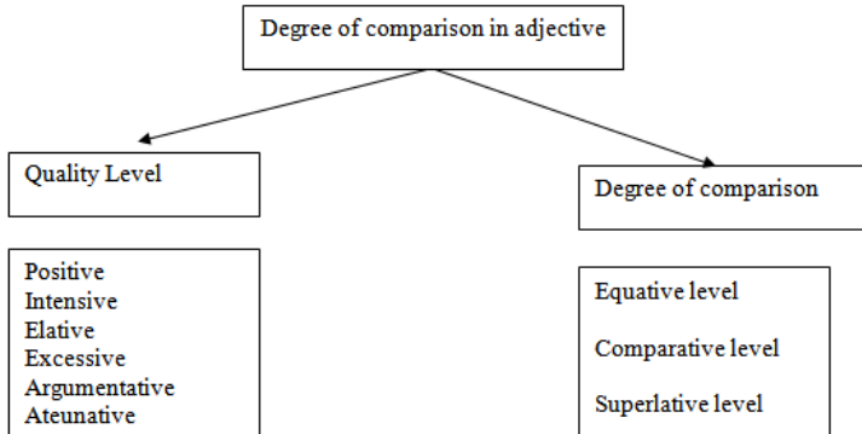 Degree of comparison in adjective
Quality Level
Degree of comparison
Positive
Intensive
Elative
Excessive
Argumentative
Ateunative
Equative level
Comparative level
Superlative level